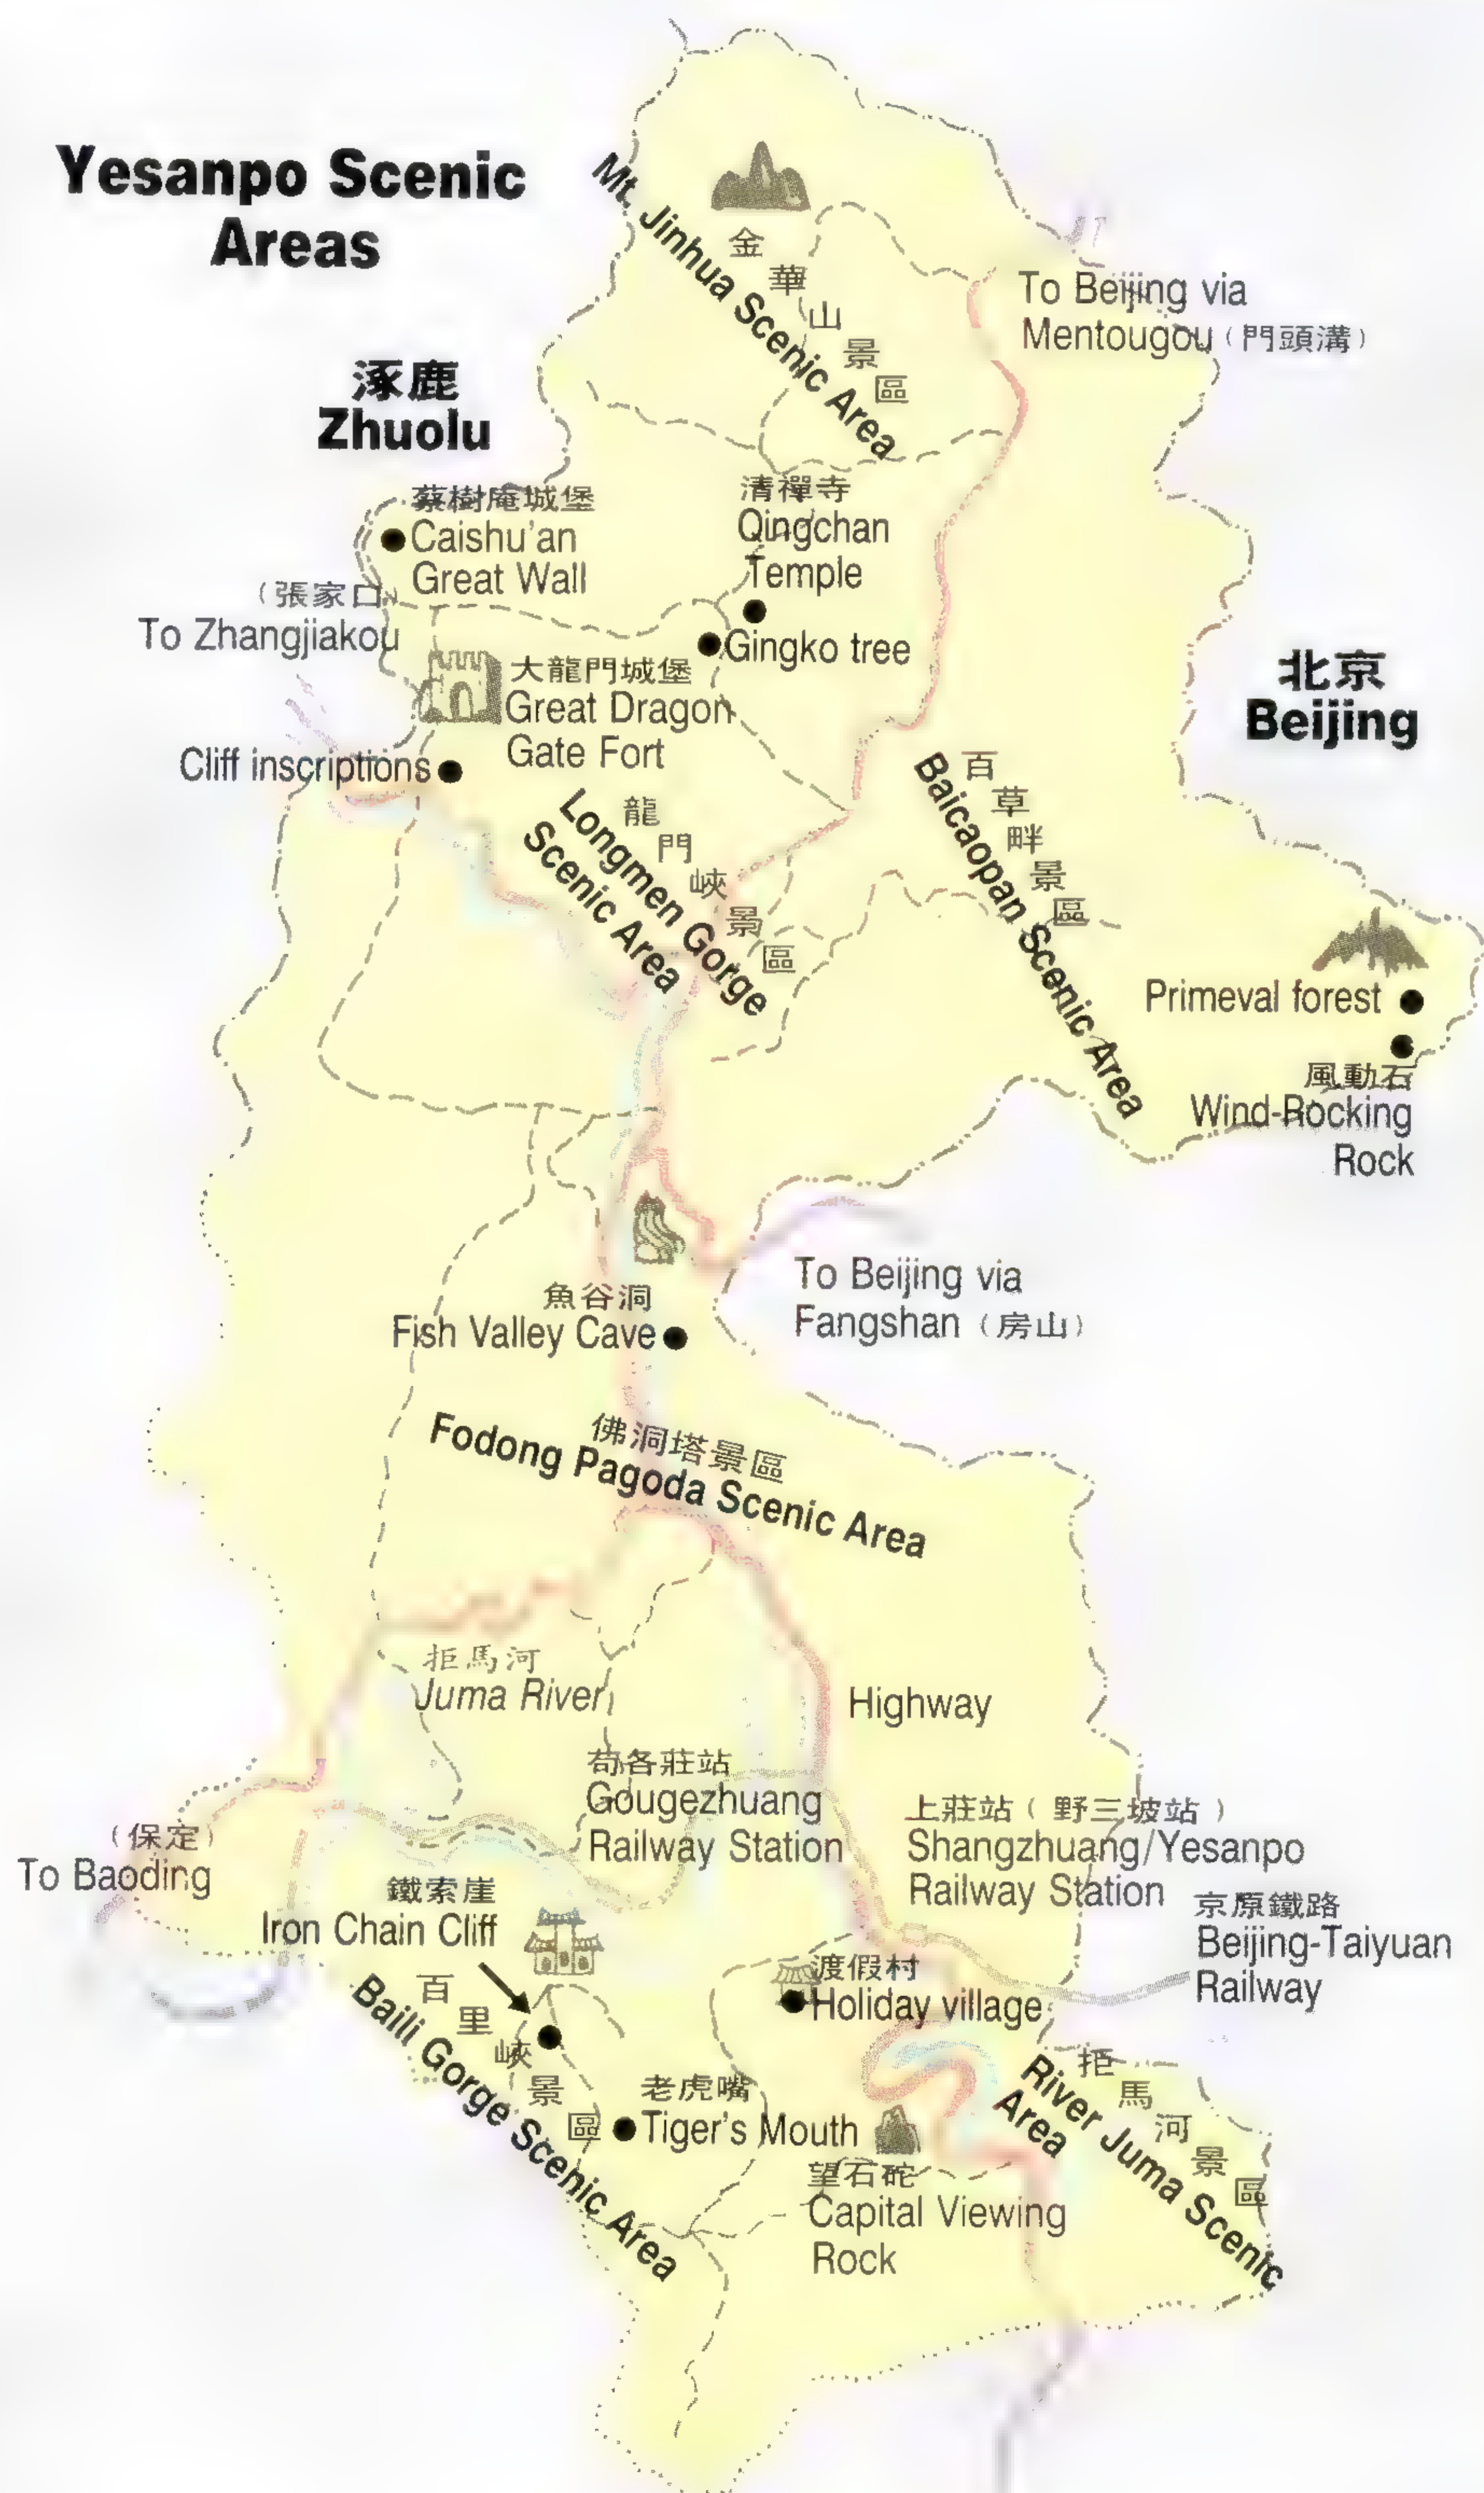 Yesanpo Scenic
Areas
Mt. Jinhua Scenic Area
金華山景區
To Beijing via
Mentougou (門頭溝)
涿鹿
Zhuolu
蔡樹庵城堡
Caishu'an
Great Wall
清禪寺
Qingchan
Temple
(張家口)
To Zhangjiakou
Gingko tree
大龍門城堡
Great Dragon
Gate Fort
北京
Beijing
Cliff inscriptions
龍門峽景區
Longmen Gorge
Scenic Area
百草畔景區
Baicaopan Scenic Area
Primeval forest
風動石
Wind-Rocking
Rock
To Beijing via
Fangshan (房山)
魚谷洞
Fish Valley Cave
佛洞塔景區
Fodong Pagoda Scenic Area
拒馬河
Juma River
Highway
苟各莊站
Gougezhuang
Railway Station
上莊站(野三坡站)
Shangzhuang/Yesanpo
Railway Station
(保定)
To Baoding
鐵索崖
Iron Chain Cliff
京原鐵路
Beijing-Taiyuan
Railway
渡假村
Holiday village
百里峽景區
Baili Gorge Scenic Area
老虎嘴
Tiger's Mouth
拒馬河景區
River Juma Scenic
Area
望石砣
Capital Viewing
Rock